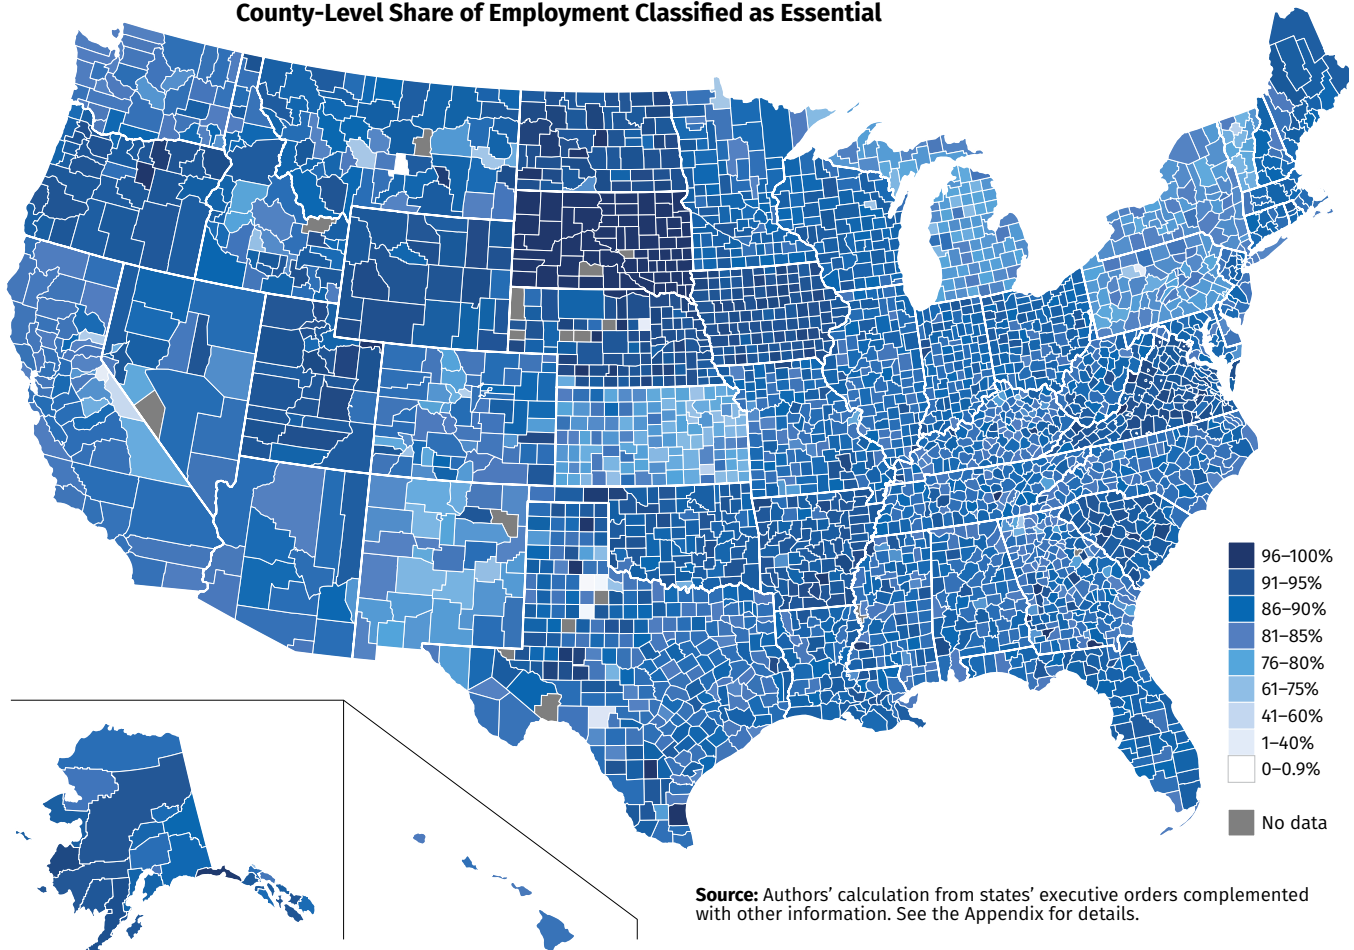 County-Level Share of Employment Classified as Essential
96–100%
91–95%
86–90%
81–85%
76–80%
61–75%
41–60%
1–40%
0–0.9%
No data
Source: Authors’ calculation from states’ executive orders complemented
with other information. See the Appendix for details.